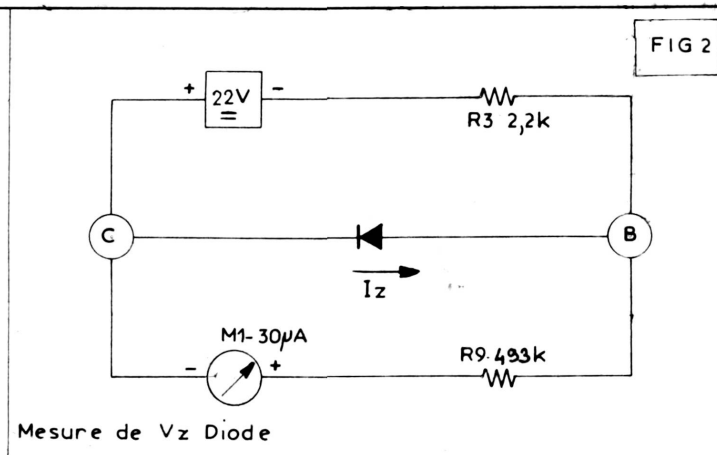 FIG 2
+ 22V -
=
R3 2,2k
C
B
Iz
M1-30µA
- +
R9.493k
Mesure de Vz Diode